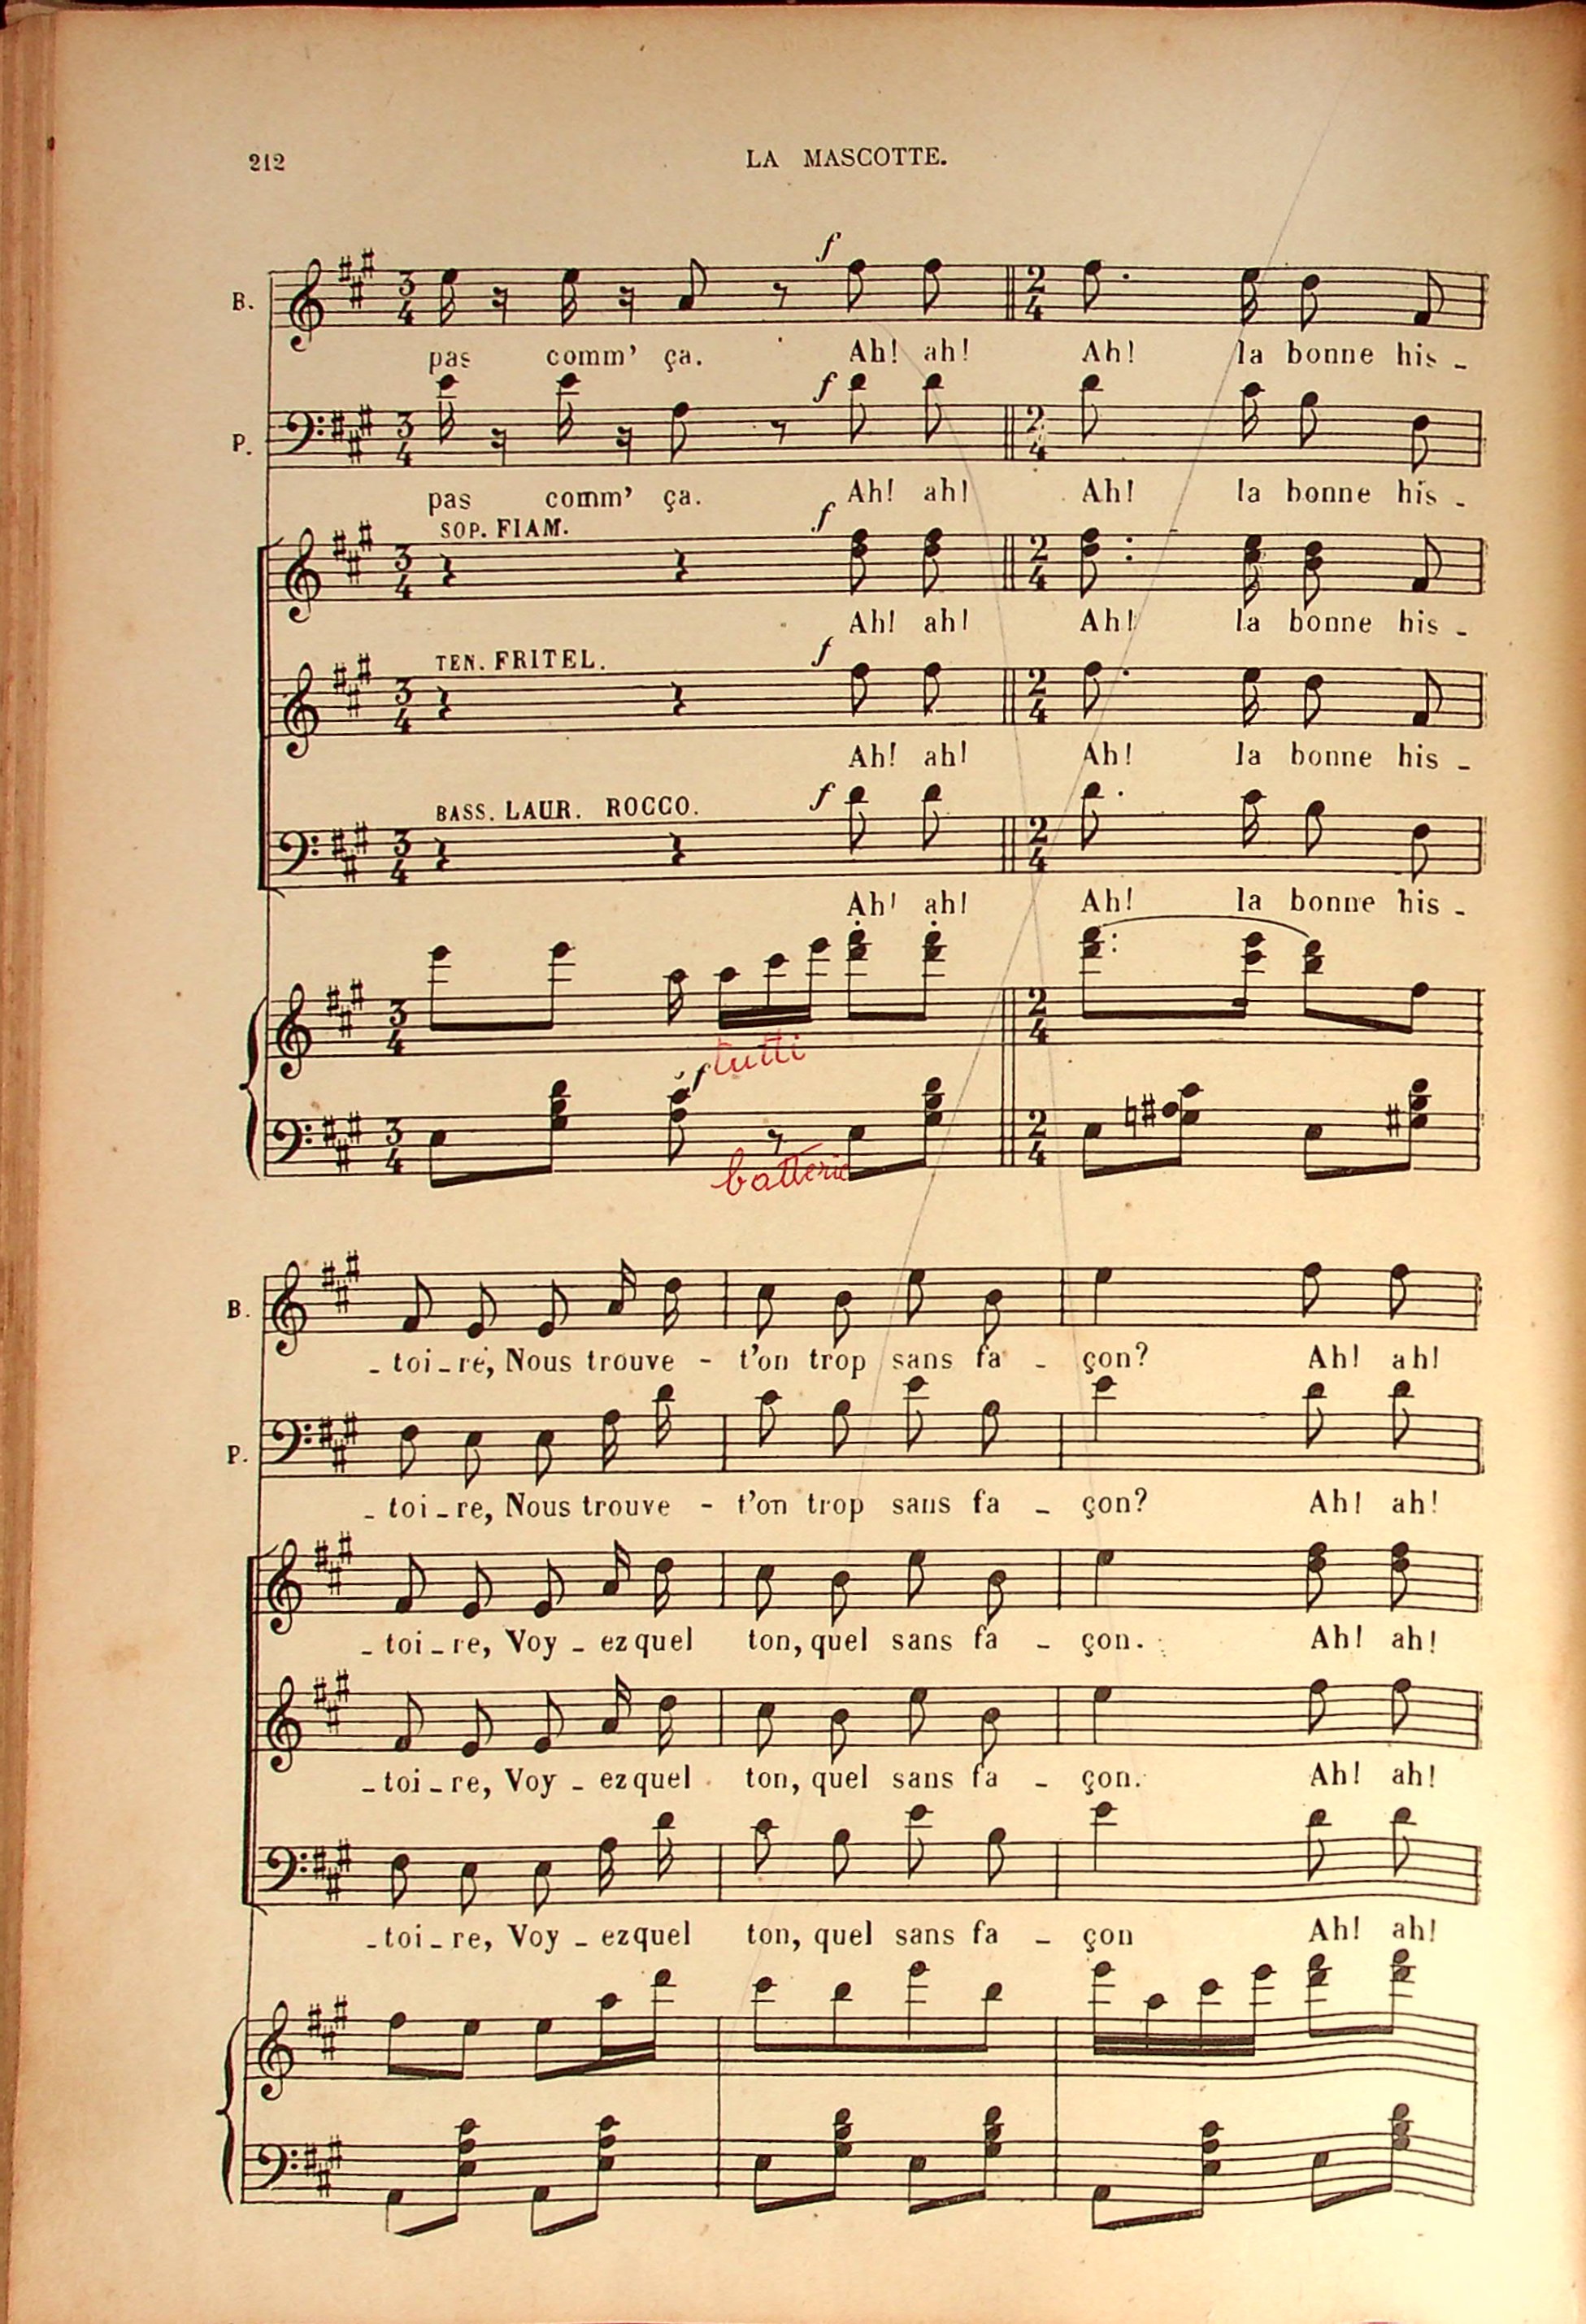 212
LA MASCOTTE.
f
B.
pas comm' ça. Ah! ah! Ah! la bonne his -
f
P.
pas comm' ça. Ah! ah! Ah! la bonne his -
SOP. FIAM. f
Ah! ah! Ah! la bonne his -
TEN. FRITEL. f
Ah! ah! Ah! la bonne his -
BASS. LAUR. ROCCO. f
Ah! ah! Ah! la bonne his -
f tutti
batterie
B.
- toi - re, Nous trouve - t'on trop sans fa - çon? Ah! ah!
P.
- toi - re, Nous trouve - t'on trop sans fa - çon? Ah! ah!
- toi - re, Voy - ez quel ton, quel sans fa - çon. Ah! ah!
- toi - re, Voy - ez quel ton, quel sans fa - çon. Ah! ah!
- toi - re, Voy - ez quel ton, quel sans fa - çon Ah! ah!